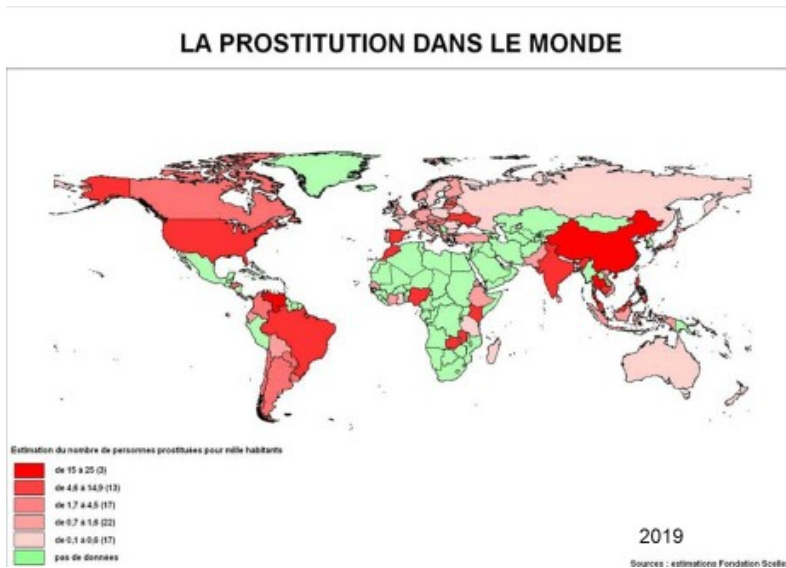 LA PROSTITUTION DANS LE MONDE
Estimation du nombre de personnes prostituées pour mille habitants
de 15 à 25 (3)
de 4,6 à 14,9 (13)
de 1,7 à 4,5 (17)
de 0,7 à 1,6 (22)
de 0,1 à 0,6 (17)
pas de données
2019
Sources : estimations Fondation Scelle